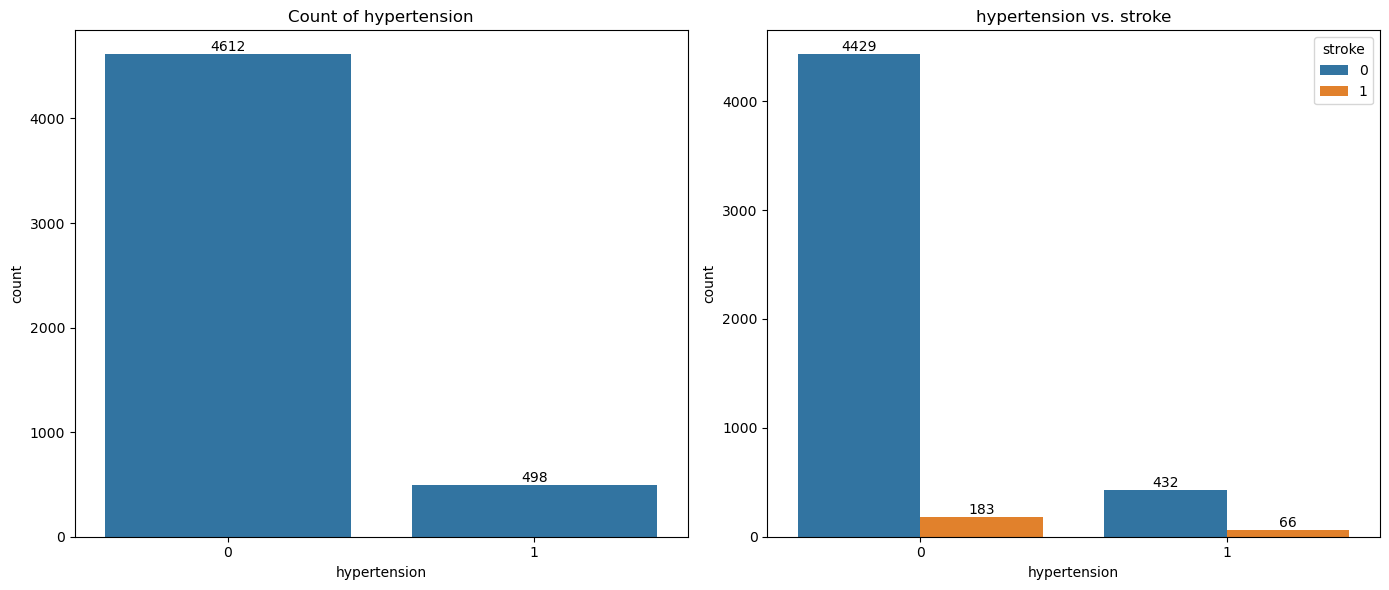 Count of hypertension
4612
498
4000
3000
2000
1000
0
count
0 1
hypertension
hypertension vs. stroke
stroke
0
1
4429
183
432
66
4000
3000
2000
1000
0
count
0 1
hypertension